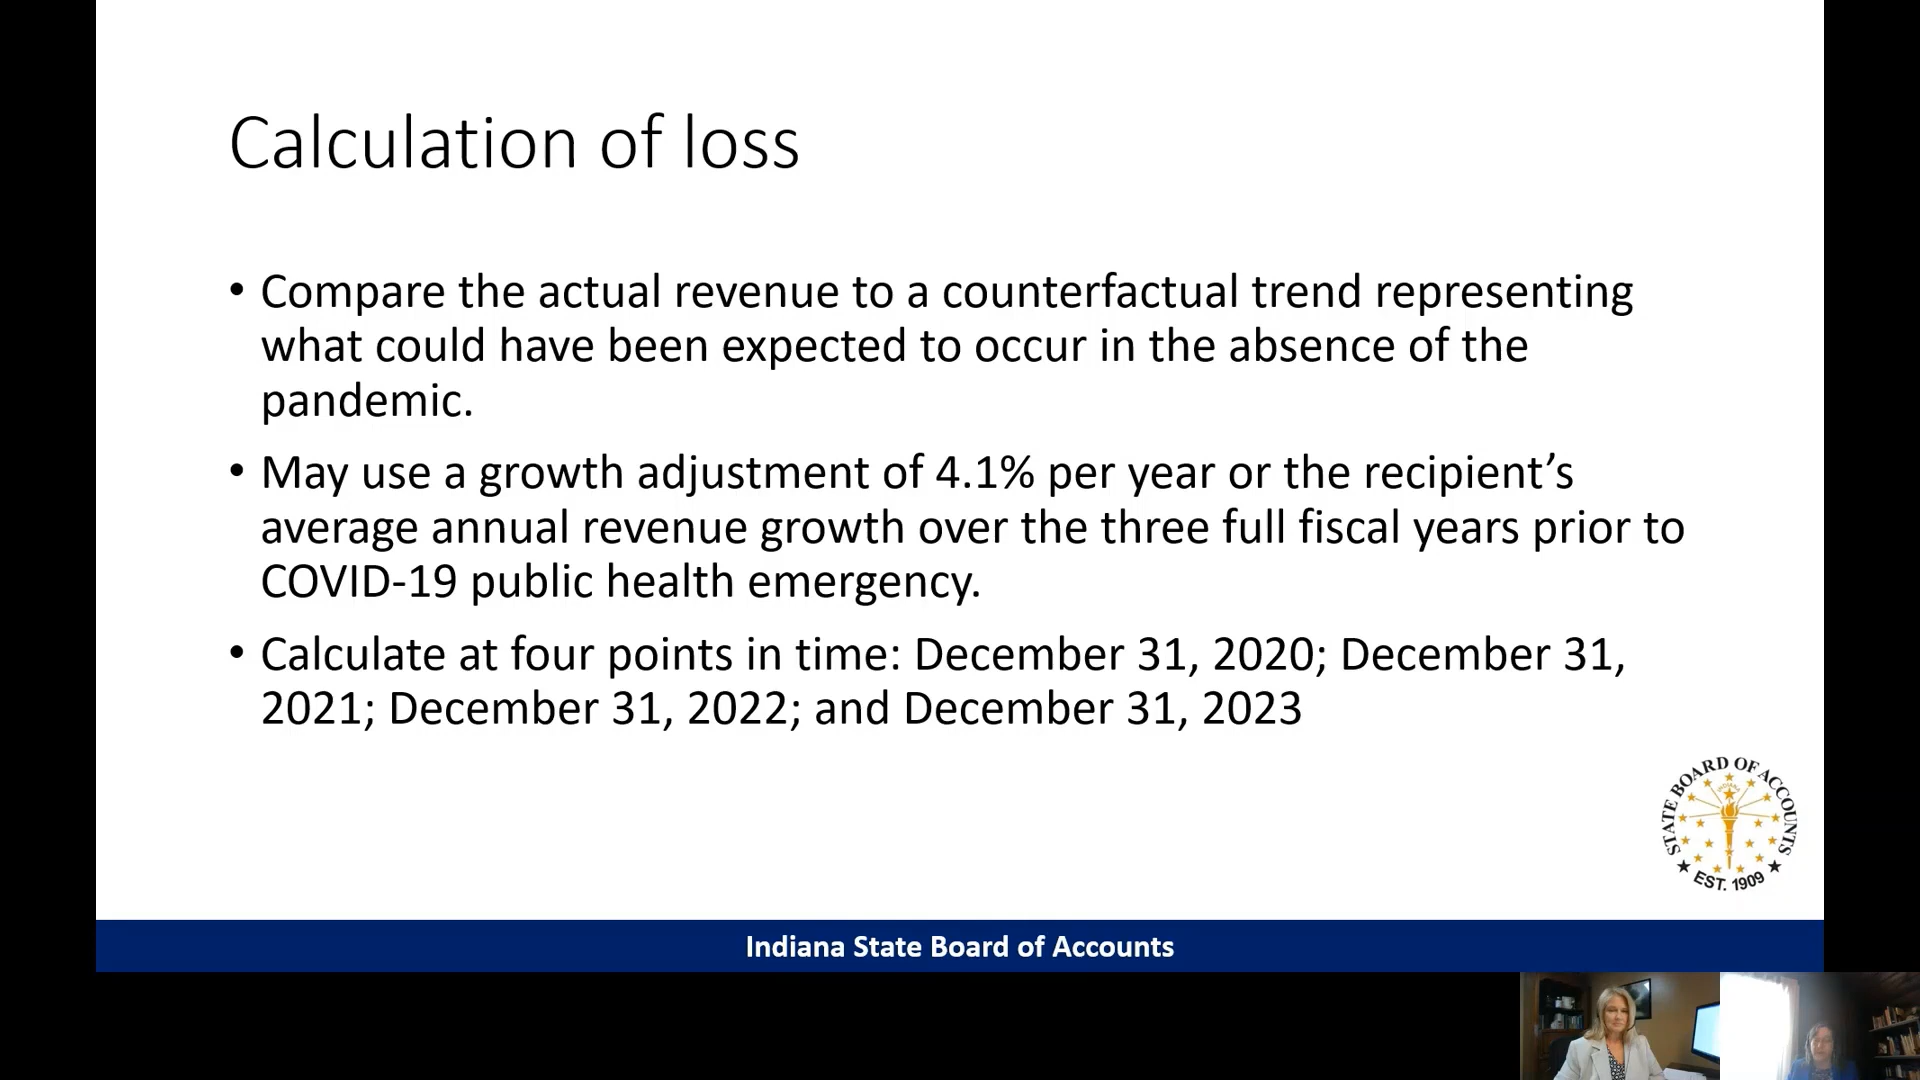 Calculation of loss
• Compare the actual revenue to a counterfactual trend representing
what could have been expected to occur in the absence of the
pandemic.
• May use a growth adjustment of 4.1% per year or the recipient’s
average annual revenue growth over the three full fiscal years prior to
COVID-19 public health emergency.
• Calculate at four points in time: December 31, 2020; December 31,
2021; December 31, 2022; and December 31, 2023
STATE BOARD OF ACCOUNTS
INDIANA
★ EST. 1909 ★
Indiana State Board of Accounts